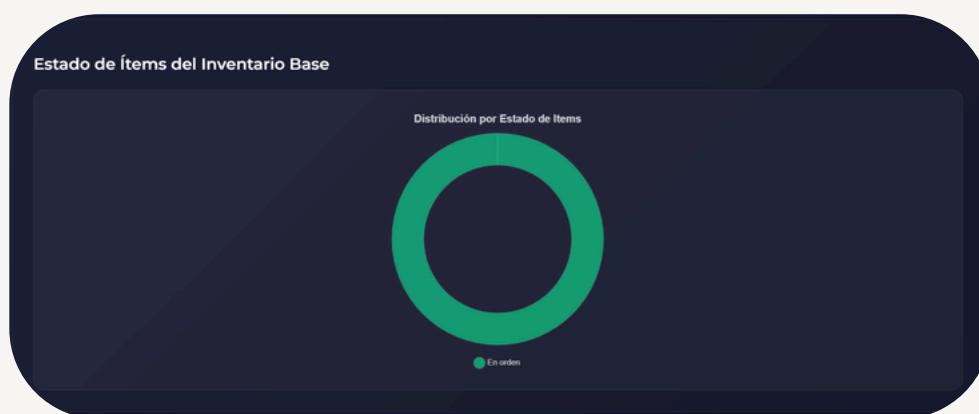 Estado de Ítems del Inventario Base
Distribución por Estado de Items
En orden